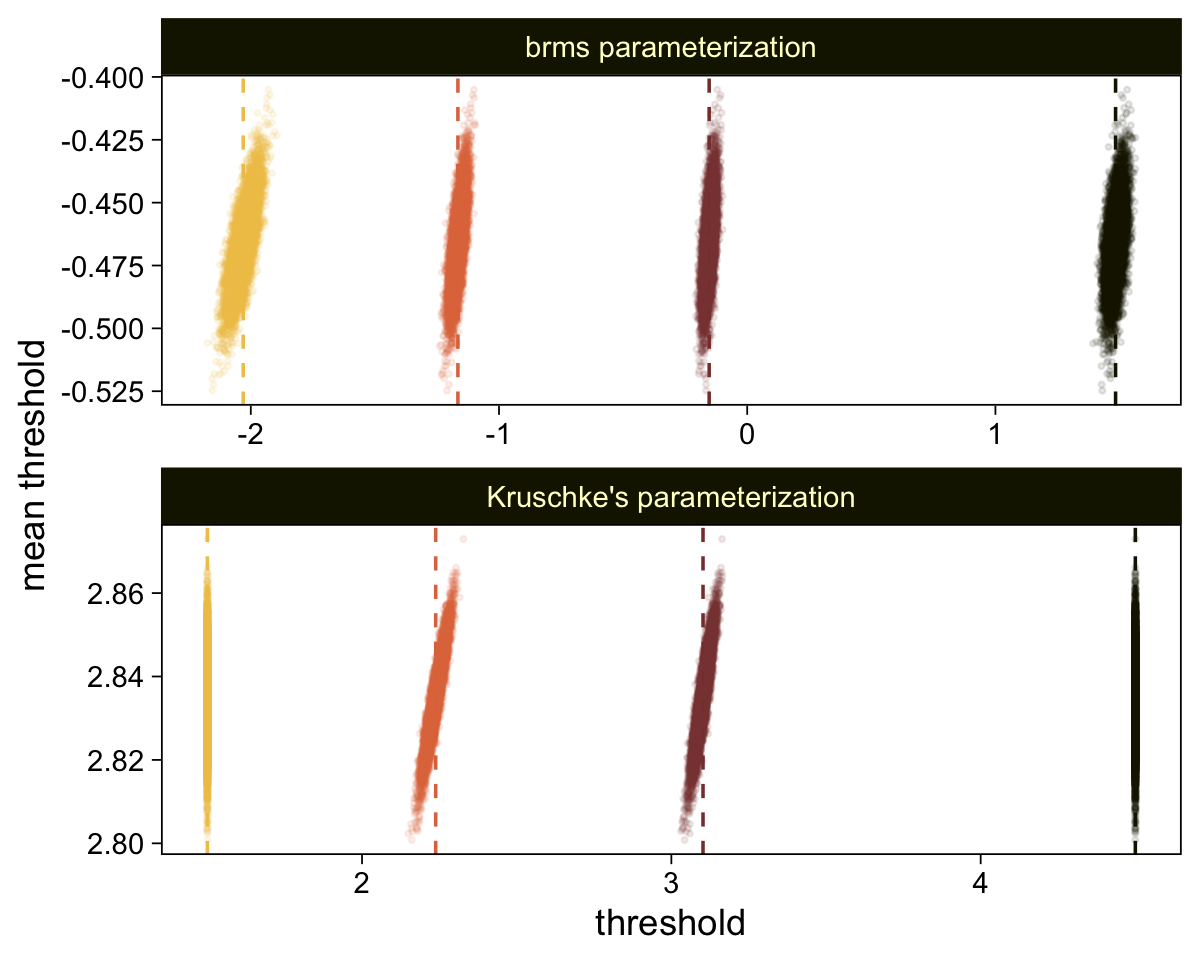 brms parameterization
-0.400
-0.425
-0.450
-0.475
-0.500
-0.525
-2 -1 0 1
mean threshold
Kruschke's parameterization
2.86
2.84
2.82
2.80
2 3 4
threshold